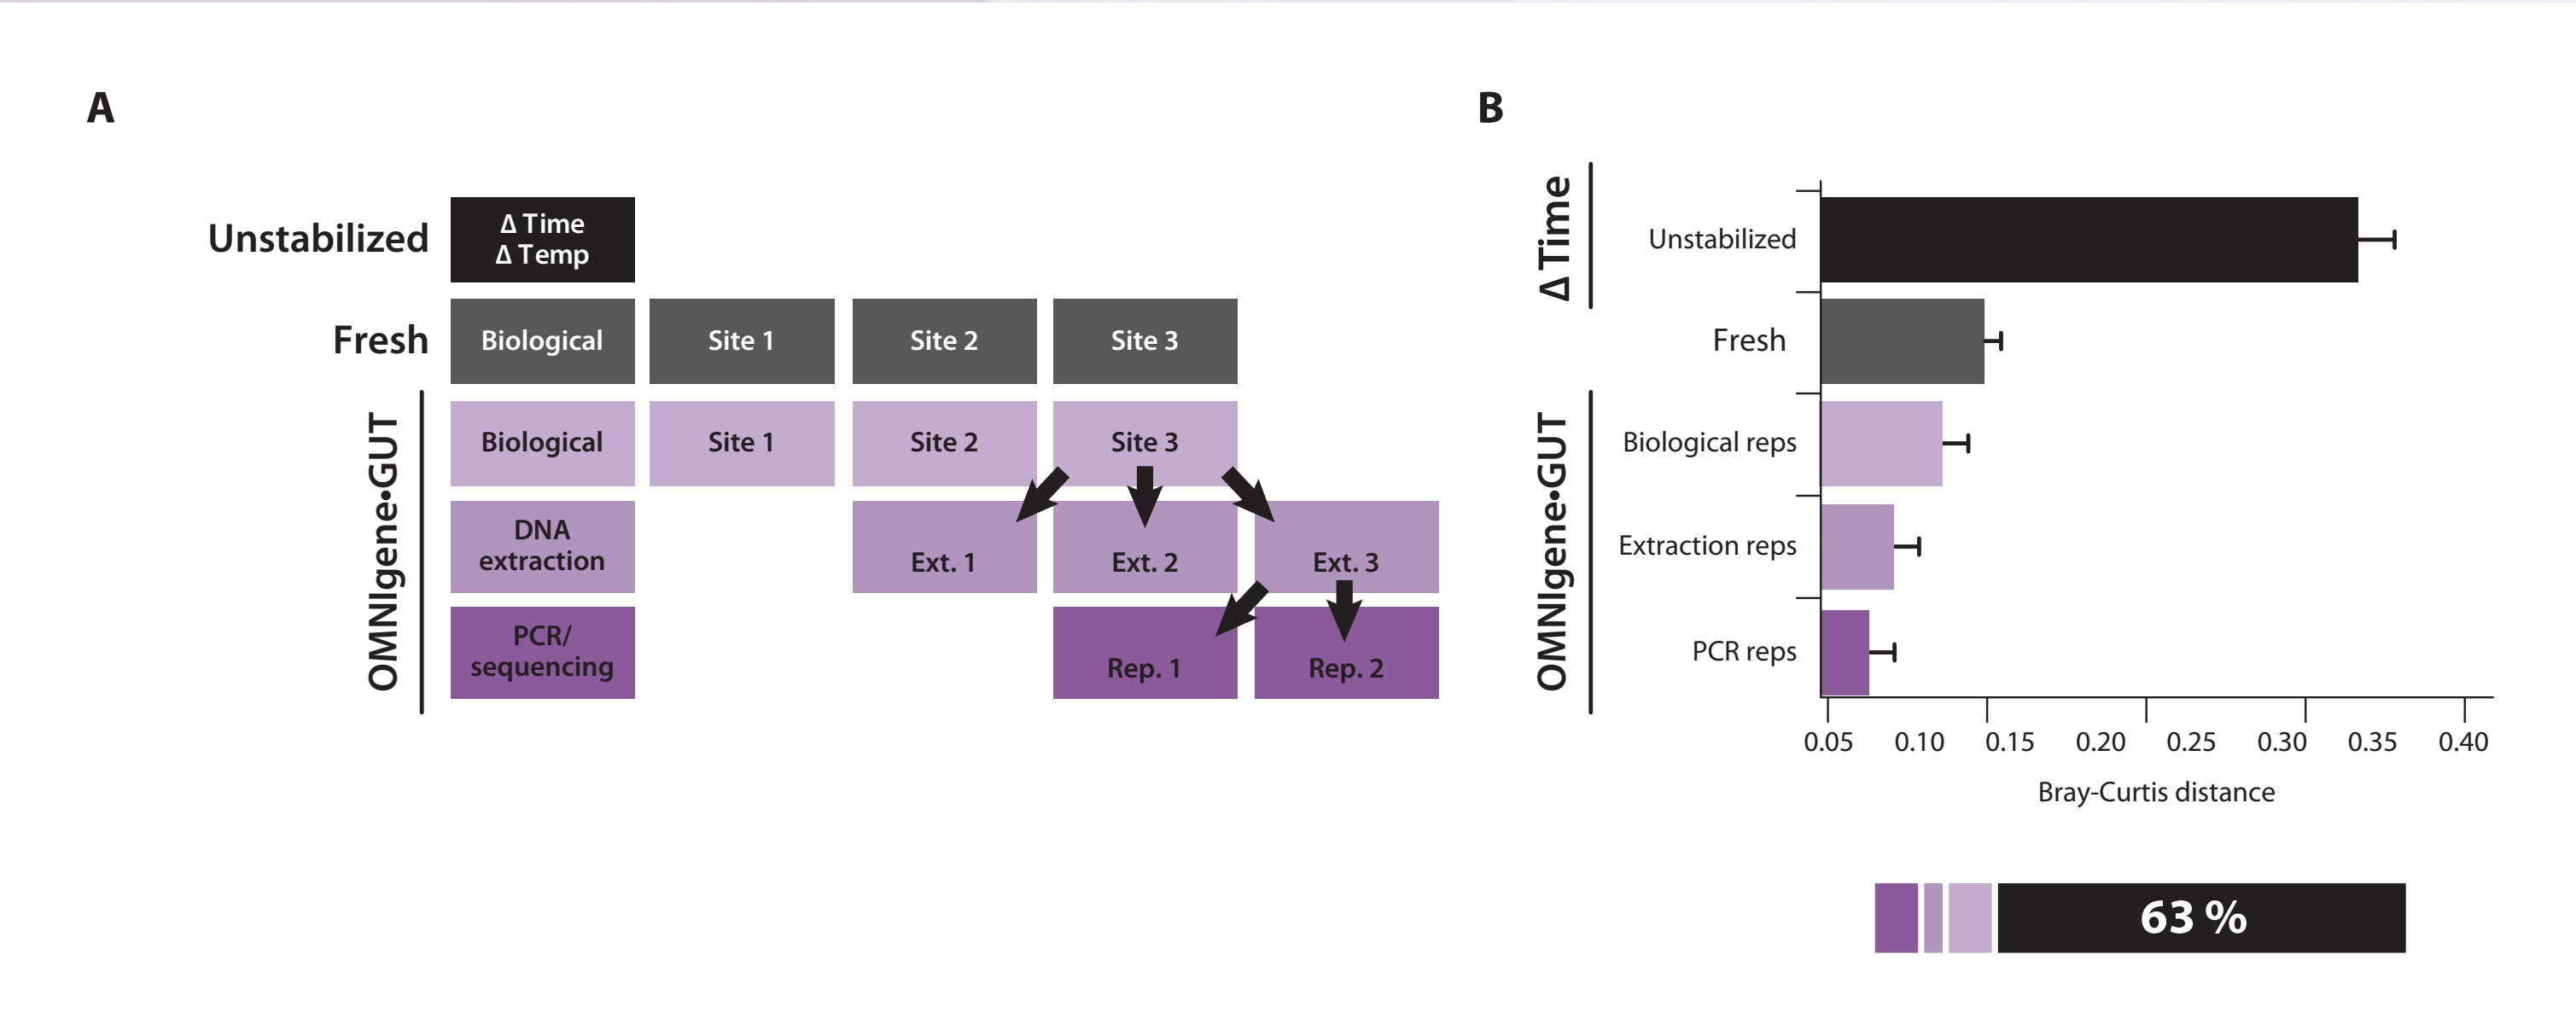 A
Unstabilized
Δ Time
Δ Temp
Fresh
Biological
Site 1
Site 2
Site 3
OMNIgene•GUT
Biological
Site 1
Site 2
Site 3
DNA
extraction
Ext. 1
Ext. 2
Ext. 3
PCR/
sequencing
Rep. 1
Rep. 2
B
Δ Time
Unstabilized
Fresh
OMNIgene•GUT
Biological reps
Extraction reps
PCR reps
0.05 0.10 0.15 0.20 0.25 0.30 0.35 0.40
Bray-Curtis distance
63 %